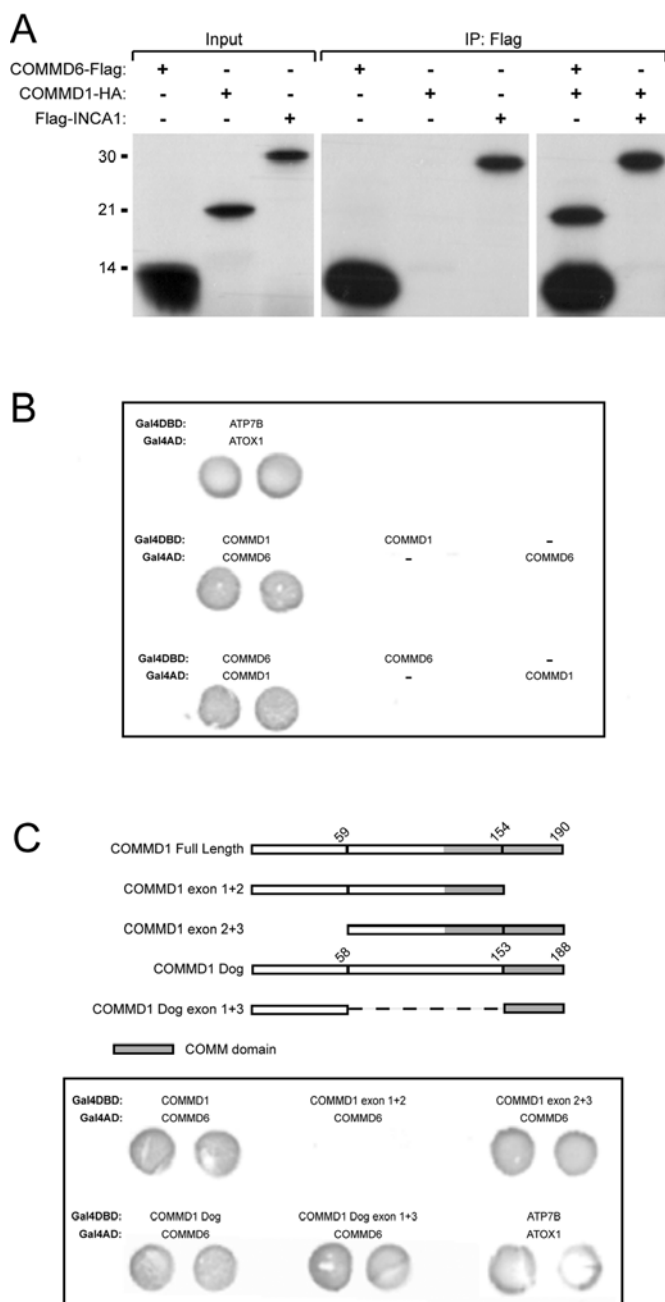 A
Input IP: Flag
COMMD6-Flag: + - - + - - + -
COMMD1-HA: - + - - + - + +
Flag-INCA1: - - + - - + - +
30
21
14
B
Gal4DBD: ATP7B
Gal4AD: ATOX1
Gal4DBD: COMMD1 COMMD1 -
Gal4AD: COMMD6 - COMMD6
Gal4DBD: COMMD6 COMMD6 -
Gal4AD: COMMD1 - COMMD1
C
59 154 190
COMMD1 Full Length
COMMD1 exon 1+2
COMMD1 exon 2+3
58 153 188
COMMD1 Dog
COMMD1 Dog exon 1+3
COMM domain
Gal4DBD: COMMD1 COMMD1 exon 1+2 COMMD1 exon 2+3
Gal4AD: COMMD6 COMMD6 COMMD6
Gal4DBD: COMMD1 Dog COMMD1 Dog exon 1+3 ATP7B
Gal4AD: COMMD6 COMMD6 ATOX1